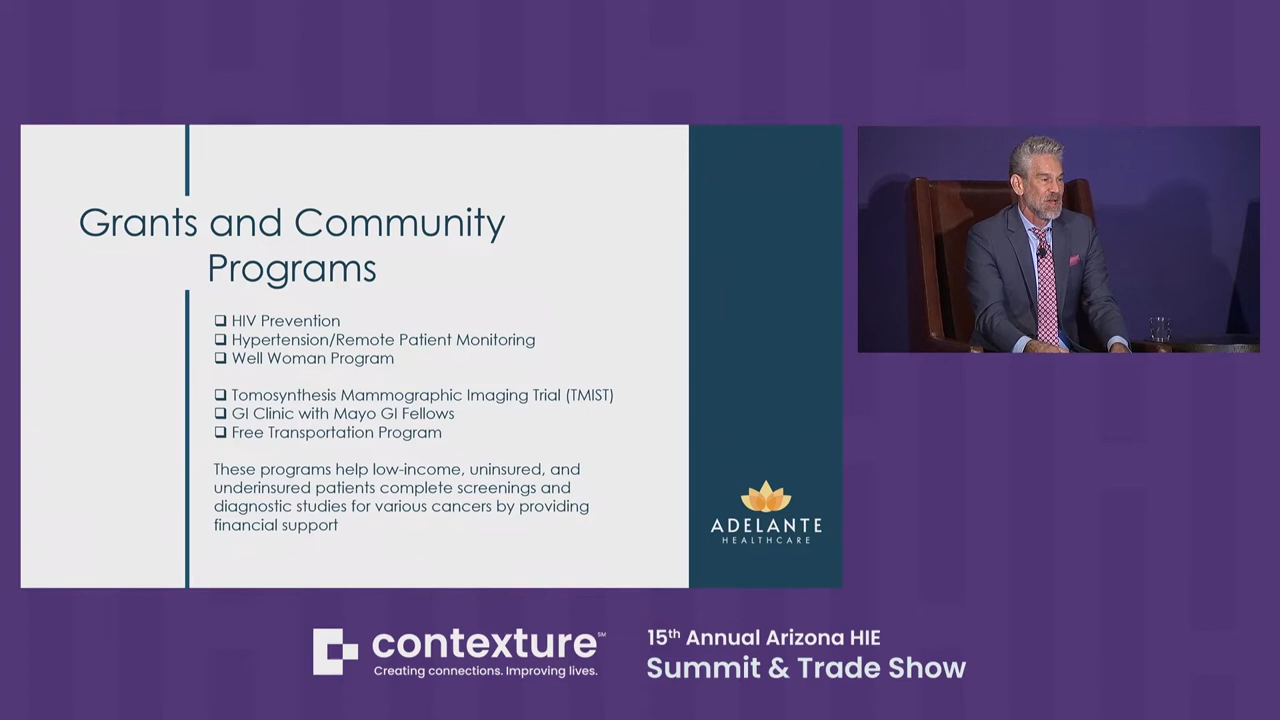 Grants and Community
Programs
❑ HIV Prevention
❑ Hypertension/Remote Patient Monitoring
❑ Well Woman Program
❑ Tomosynthesis Mammographic Imaging Trial (TMIST)
❑ GI Clinic with Mayo GI Fellows
❑ Free Transportation Program
These programs help low-income, uninsured, and
underinsured patients complete screenings and
diagnostic studies for various cancers by providing
financial support
ADELANTE
HEALTHCARE
contexture℠
Creating connections. Improving lives.
15th Annual Arizona HIE
Summit & Trade Show